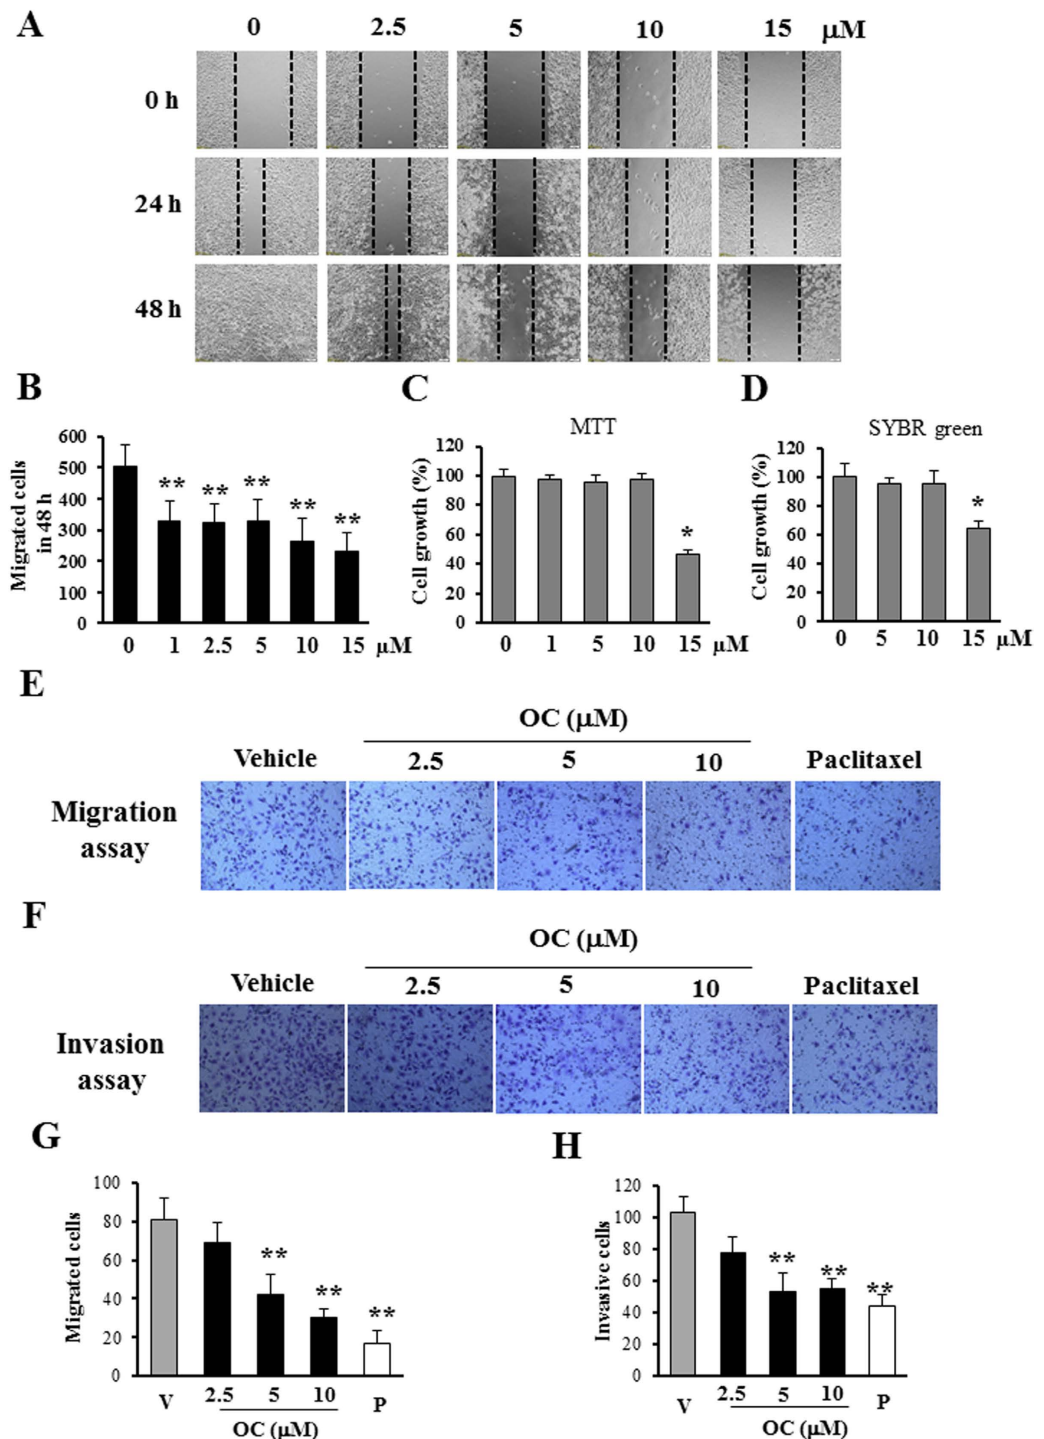 A
0 2.5 5 10 15 µM
0 h
24 h
48 h
B
Migrated cells in 48 h
600
500
400
300
200
100
0
** ** ** ** **
0 1 2.5 5 10 15 µM
C
MTT
Cell growth (%)
120
100
80
60
40
20
0
*
0 1 5 10 15 µM
D
SYBR green
Cell growth (%)
120
100
80
60
40
20
0
*
0 5 10 15 µM
E
OC (µM)
Vehicle 2.5 5 10 Paclitaxel
Migration
assay
F
OC (µM)
Vehicle 2.5 5 10 Paclitaxel
Invasion
assay
G
Migrated cells
100
80
60
40
20
0
** ** **
V 2.5 5 10 P
OC (µM)
H
Invasive cells
120
100
80
60
40
20
0
** ** **
V 2.5 5 10 P
OC (µM)